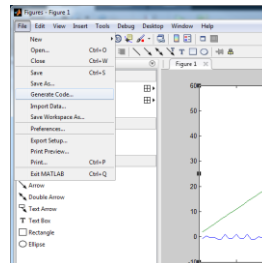 Figures - Figure 1
File Edit View Insert Tools Debug Desktop Window Help
New
Open... Ctrl+O
Close Ctrl+W
Save Ctrl+S
Save As...
Generate Code...
Import Data...
Save Workspace As...
Preferences...
Export Setup...
Print Preview...
Print... Ctrl+P
Exit MATLAB Ctrl+Q
Arrow
Double Arrow
Text Arrow
T Text Box
Rectangle
Ellipse
Figure 1
600
50
40
30
20
10
0
-100